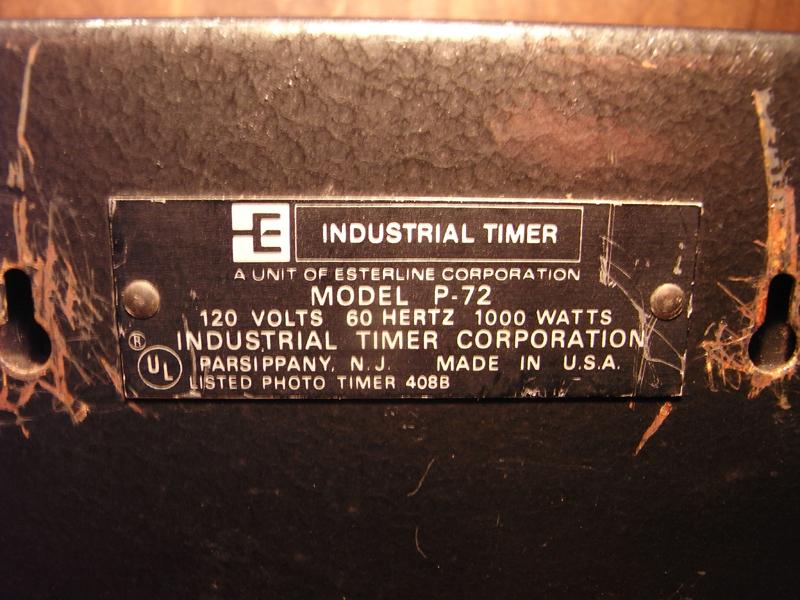 E INDUSTRIAL TIMER
A UNIT OF ESTERLINE CORPORATION
MODEL P-72
120 VOLTS 60 HERTZ 1000 WATTS
INDUSTRIAL TIMER CORPORATION
® UL PARSIPPANY, N.J. MADE IN U.S.A.
LISTED PHOTO TIMER 408B